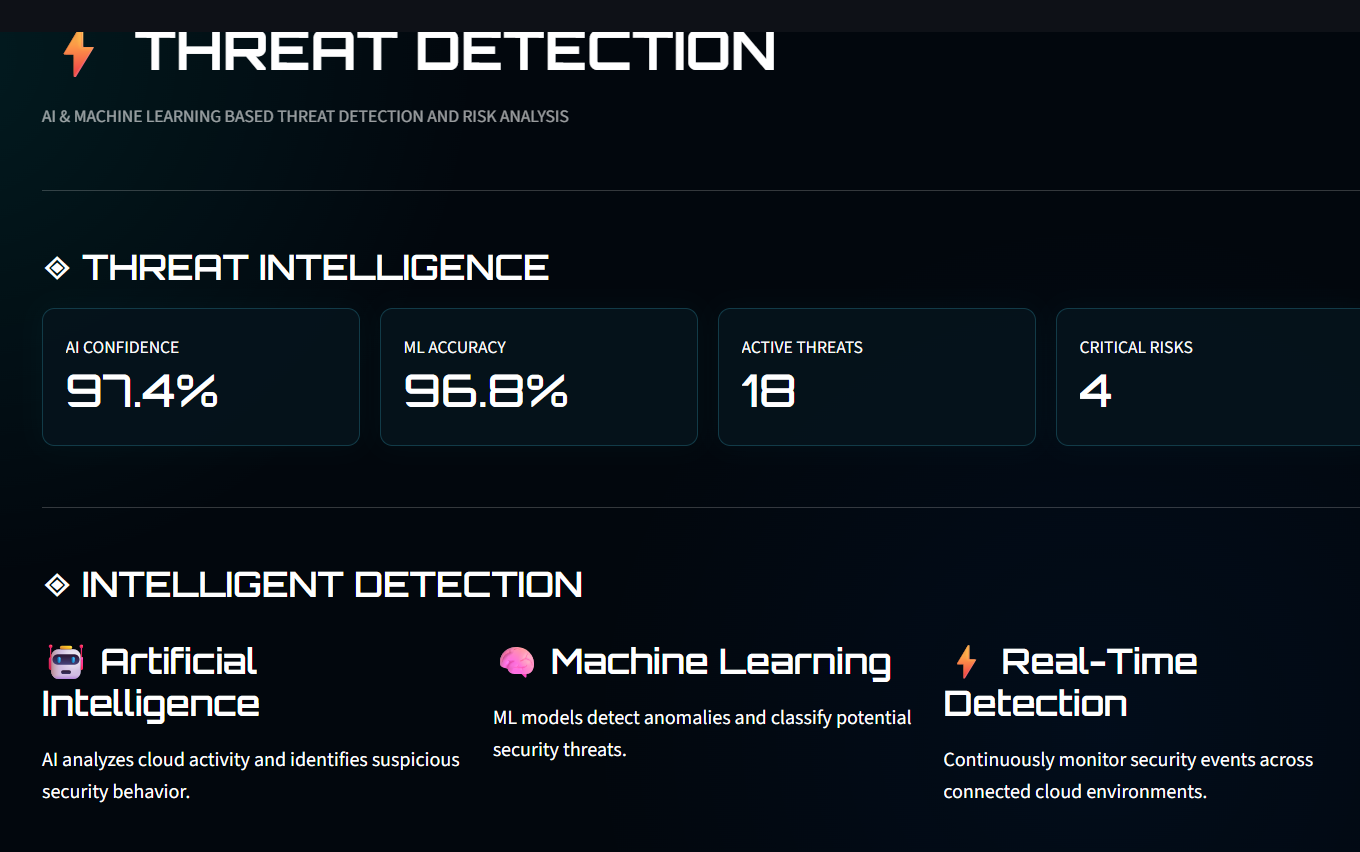 THREAT DETECTION
AI & MACHINE LEARNING BASED THREAT DETECTION AND RISK ANALYSIS
THREAT INTELLIGENCE
AI CONFIDENCE
97.4%
ML ACCURACY
96.8%
ACTIVE THREATS
18
CRITICAL RISKS
4
INTELLIGENT DETECTION
Artificial
Intelligence
AI analyzes cloud activity and identifies suspicious
security behavior.
Machine Learning
ML models detect anomalies and classify potential
security threats.
Real-Time
Detection
Continuously monitor security events across
connected cloud environments.